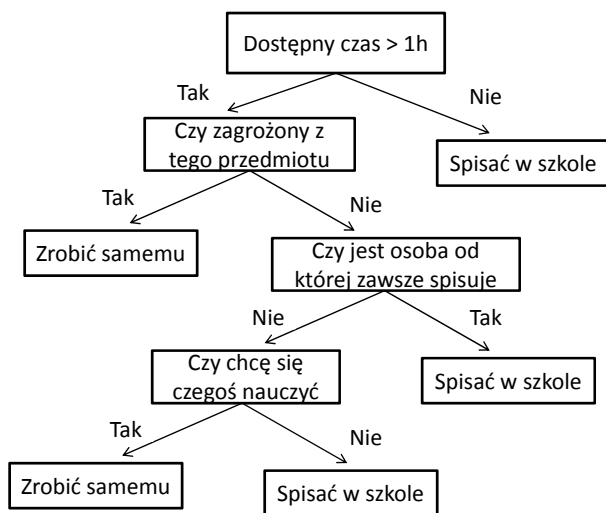 Dostępny czas > 1h
Tak
Nie
Czy zagrożony z
tego przedmiotu
Spisać w szkole
Tak
Nie
Zrobić samemu
Czy jest osoba od
której zawsze spisuje
Nie
Tak
Czy chcę się
czegoś nauczyć
Spisać w szkole
Tak
Nie
Zrobić samemu
Spisać w szkole